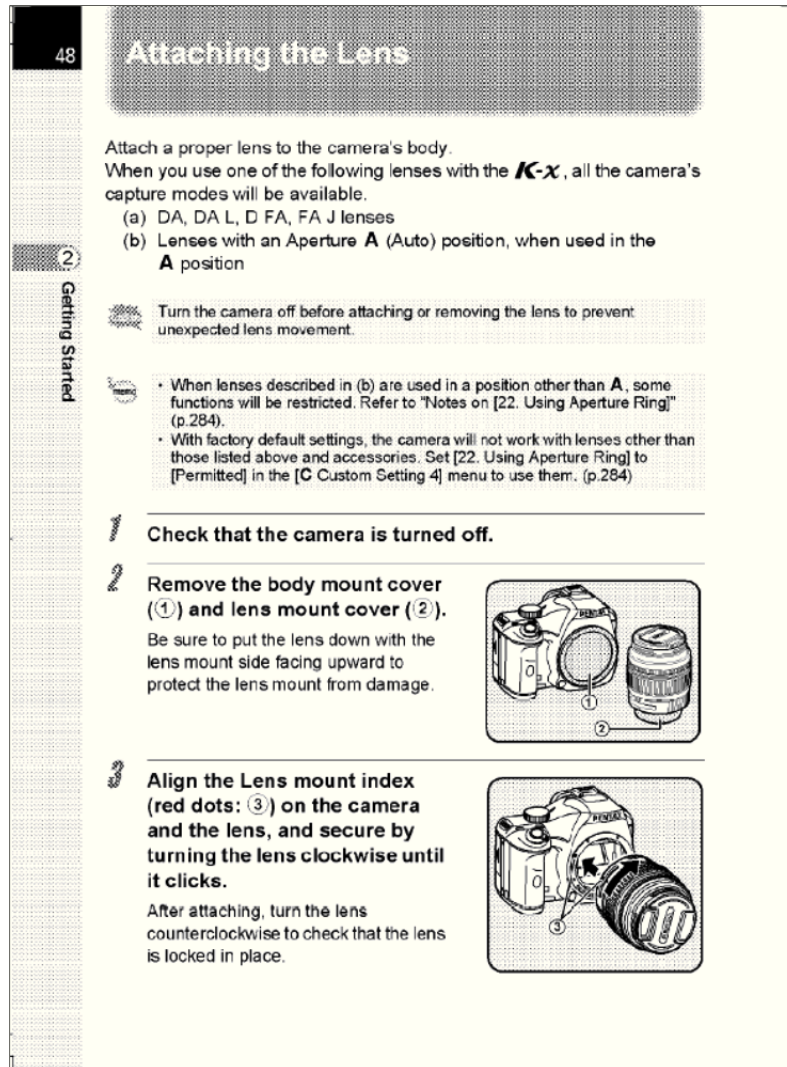 48
Attaching the Lens
Attach a proper lens to the camera's body.
When you use one of the following lenses with the K-x, all the camera's
capture modes will be available.
(a) DA, DA L, D FA, FA J lenses
(b) Lenses with an Aperture A (Auto) position, when used in the
A position
2
Getting Started
Turn the camera off before attaching or removing the lens to prevent
unexpected lens movement.
memo
• When lenses described in (b) are used in a position other than A, some
functions will be restricted. Refer to "Notes on [22. Using Aperture Ring]"
(p.284).
• With factory default settings, the camera will not work with lenses other than
those listed above and accessories. Set [22. Using Aperture Ring] to
[Permitted] in the [C Custom Setting 4] menu to use them. (p.284)
1 Check that the camera is turned off.
2 Remove the body mount cover
(①) and lens mount cover (②).
Be sure to put the lens down with the
lens mount side facing upward to
protect the lens mount from damage.
PENTAX
①
②
3 Align the Lens mount index
(red dots: ③) on the camera
and the lens, and secure by
turning the lens clockwise until
it clicks.
After attaching, turn the lens
counterclockwise to check that the lens
is locked in place.
PENTAX
③